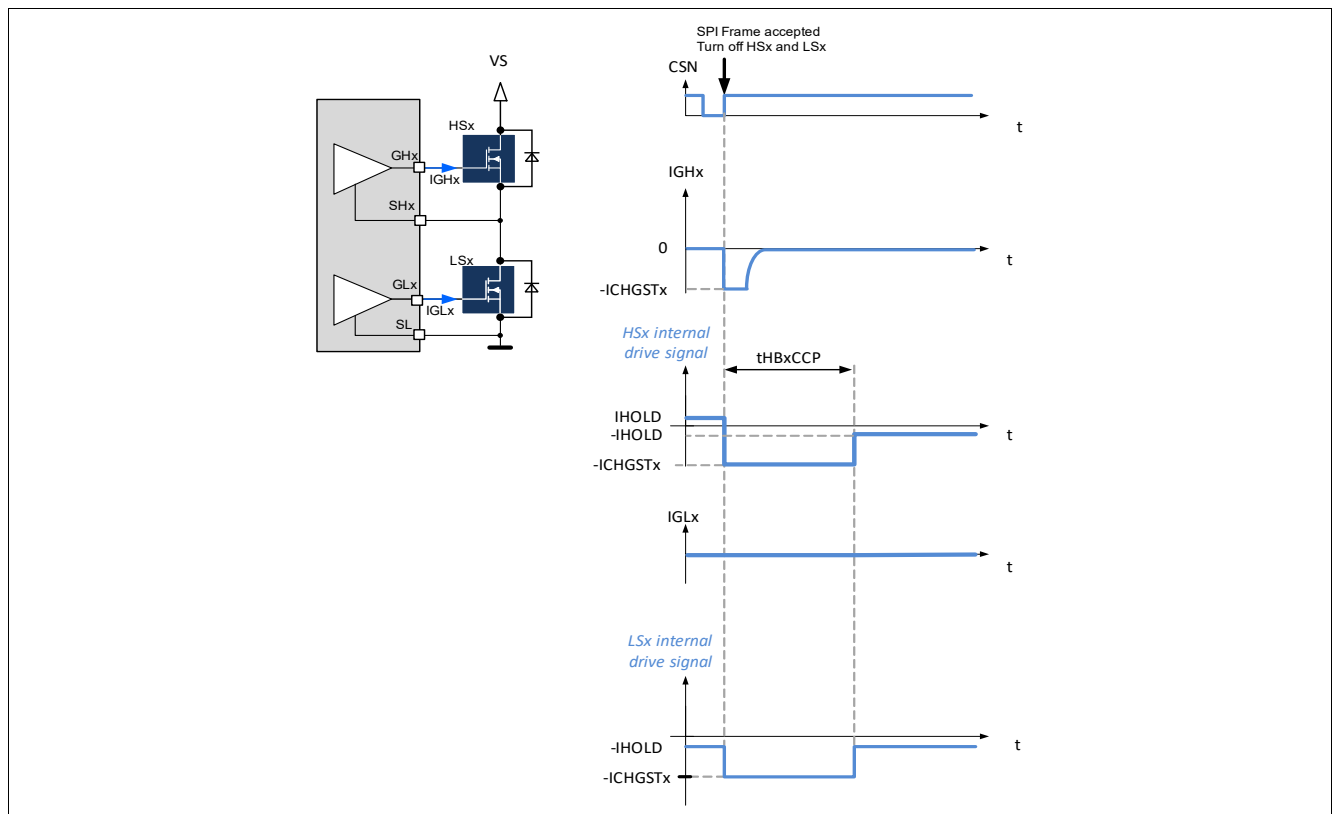 VS
HSx
GHx
IGHx
SHx
LSx
GLx
IGLx
SL
SPI Frame accepted
Turn off HSx and LSx
CSN
t
IGHx
0
t
-ICHGSTx
HSx internal
drive signal
tHBxCCP
IHOLD
-IHOLD
t
-ICHGSTx
IGLx
t
LSx internal
drive signal
-IHOLD
t
-ICHGSTx